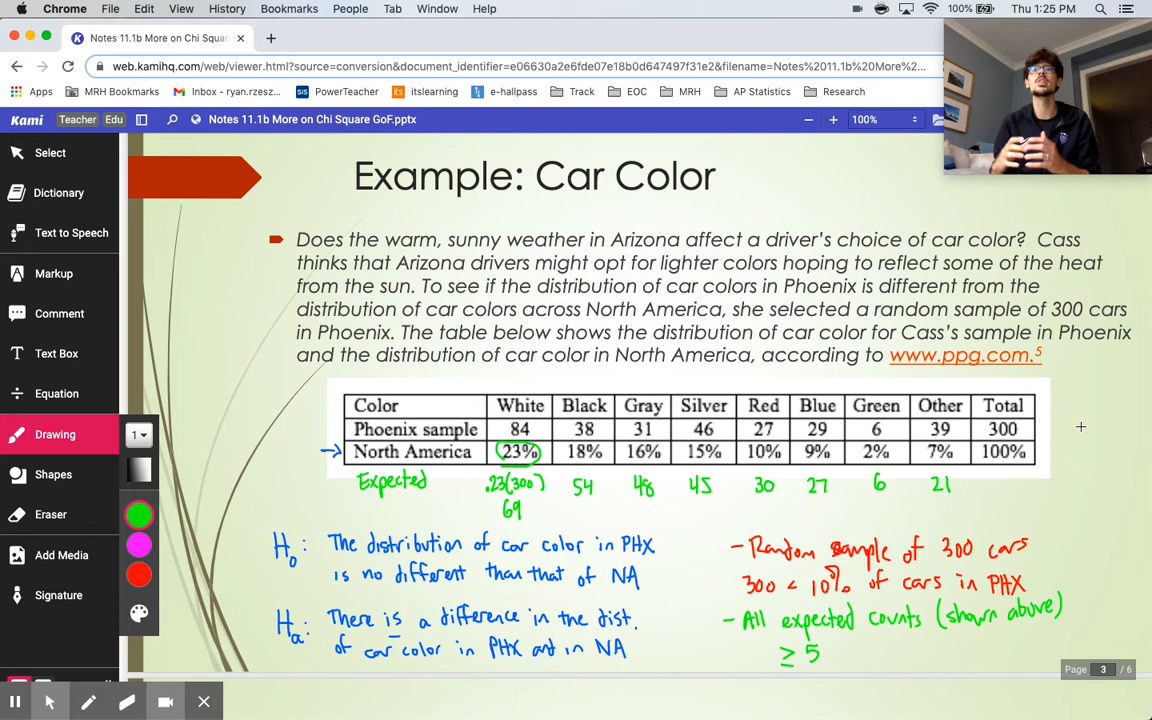 Chrome File Edit View History Bookmarks People Tab Window Help 100% Thu 1:25 PM
Notes 11.1b More on Chi Squar
web.kamihq.com/web/viewer.html?source=conversion&document_identifier=e06630a2e6fde07e18b0d647497f31e2&filename=Notes%2011.1b%20More%2...
Apps MRH Bookmarks Inbox - ryan.rzesz... SIS PowerTeacher itslearning e-hallpass Track EOC MRH AP Statistics Research
Kami Teacher Edu Notes 11.1b More on Chi Square GoF.pptx 100%
Select
Dictionary
Text to Speech
Markup
Comment
Text Box
Equation
Drawing 1
Shapes
Eraser
Add Media
Signature
Example: Car Color
Does the warm, sunny weather in Arizona affect a driver's choice of car color? Cass
thinks that Arizona drivers might opt for lighter colors hoping to reflect some of the heat
from the sun. To see if the distribution of car colors in Phoenix is different from the
distribution of car colors across North America, she selected a random sample of 300 cars
in Phoenix. The table below shows the distribution of car color for Cass's sample in Phoenix
and the distribution of car color in North America, according to www.ppg.com.5
Color White Black Gray Silver Red Blue Green Other Total
Phoenix sample 84 38 31 46 27 29 6 39 300
North America 23% 18% 16% 15% 10% 9% 2% 7% 100%
Expected .23(300) 54 48 45 30 27 6 21
69
H0: The distribution of car color in PHX
is no different than that of NA
Ha: There is a difference in the dist.
of car color in PHX and in NA
- Random sample of 300 cars
300 < 10% of cars in PHX
- All expected counts (shown above)
≥ 5
Page 3 / 6